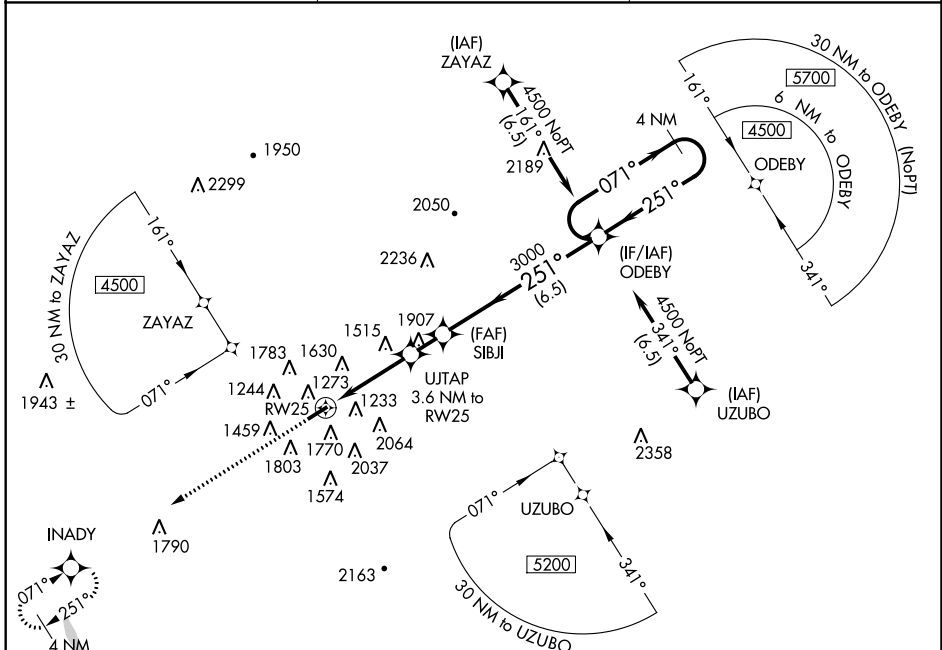 (IAF)
ZAYAZ
4500 NoPT
161°
(6.5)
2189
4 NM
071°
251°
(IF/IAF)
ODEBY
30 NM to ODEBY (NoPT)
5700
6 NM to ODEBY
4500
161°
ODEBY
341°
1950
2299
2050
2236
3000
251°
(6.5)
30 NM to ZAYAZ
4500
161°
ZAYAZ
071°
1943 ±
4500 NoPT
341°
(6.5)
(IAF)
UZUBO
1515
1907
(FAF)
SIBJI
UJTAP
3.6 NM to
RW25
1783
1630
1244
1273
RW25
1233
1459
2064
1770
1803
2037
1574
2358
1790
INADY
071°
251°
4 NM
2163
071°
UZUBO
5200
341°
30 NM to UZUBO